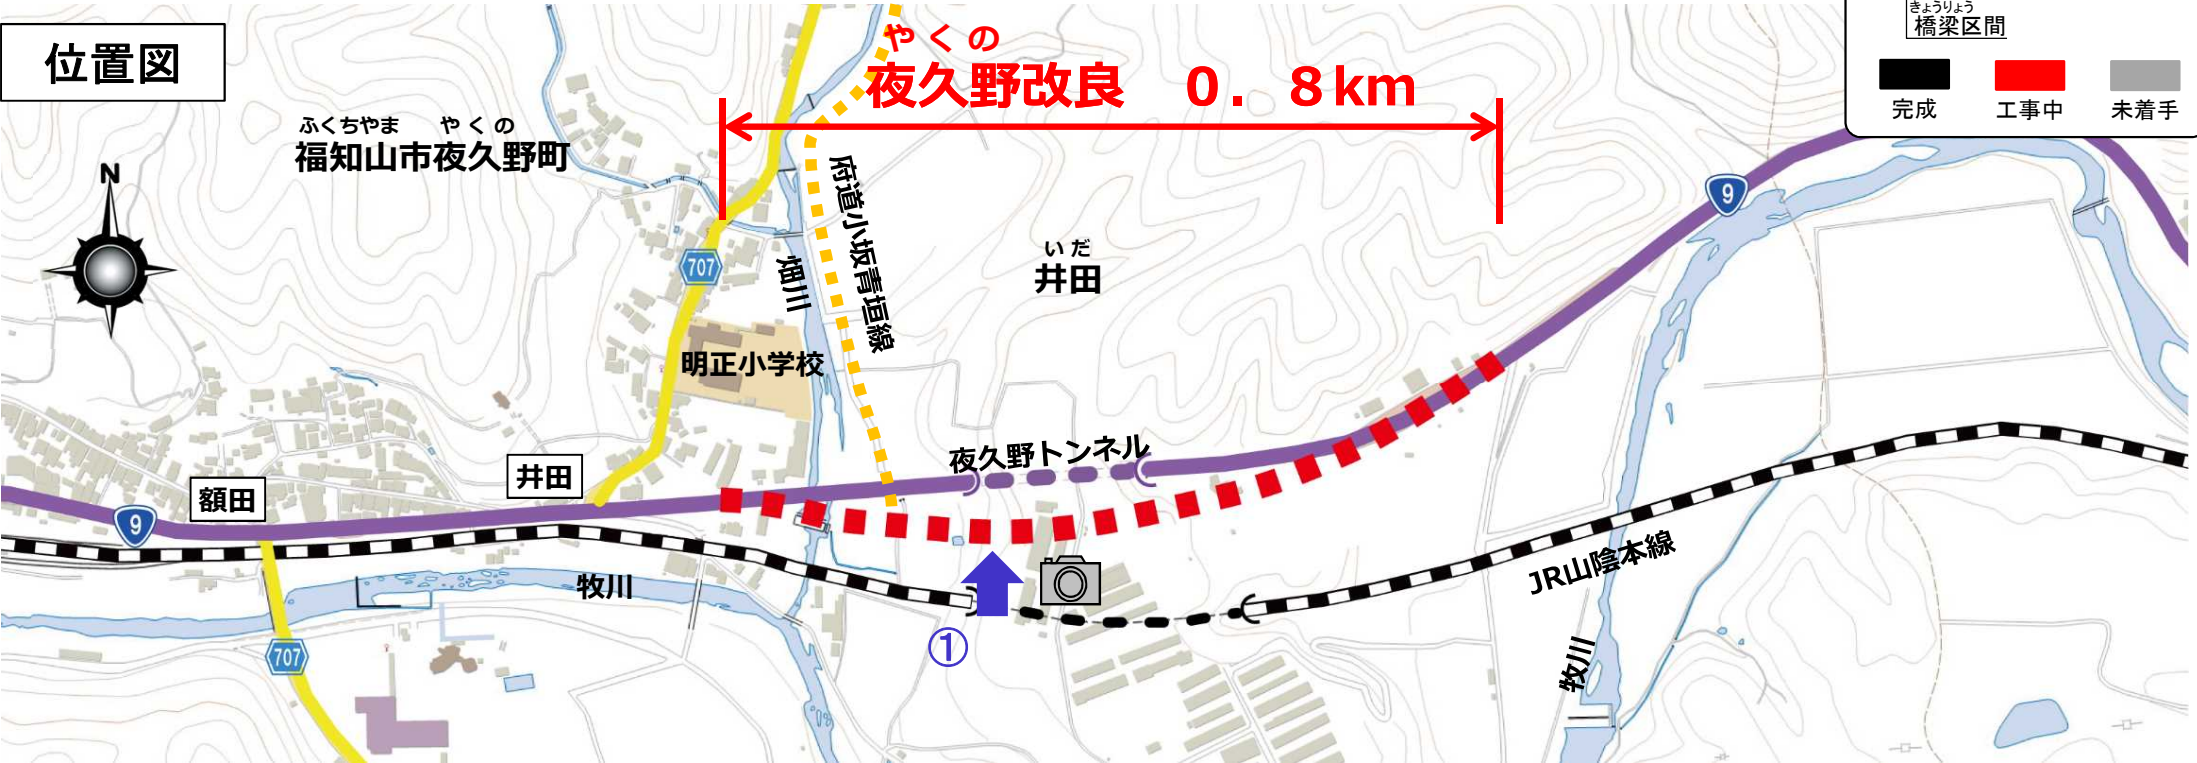 位置図
きょうりょう
橋梁区間
完成
工事中
未着手
やくの
夜久野改良 0.8km
ふくちやま やくの
福知山市夜久野町
N
府道小坂青垣線
9
いだ
井田
707
畑川
明正小学校
夜久野トンネル
井田
額田
9
JR山陰本線
牧川
①
707
牧川